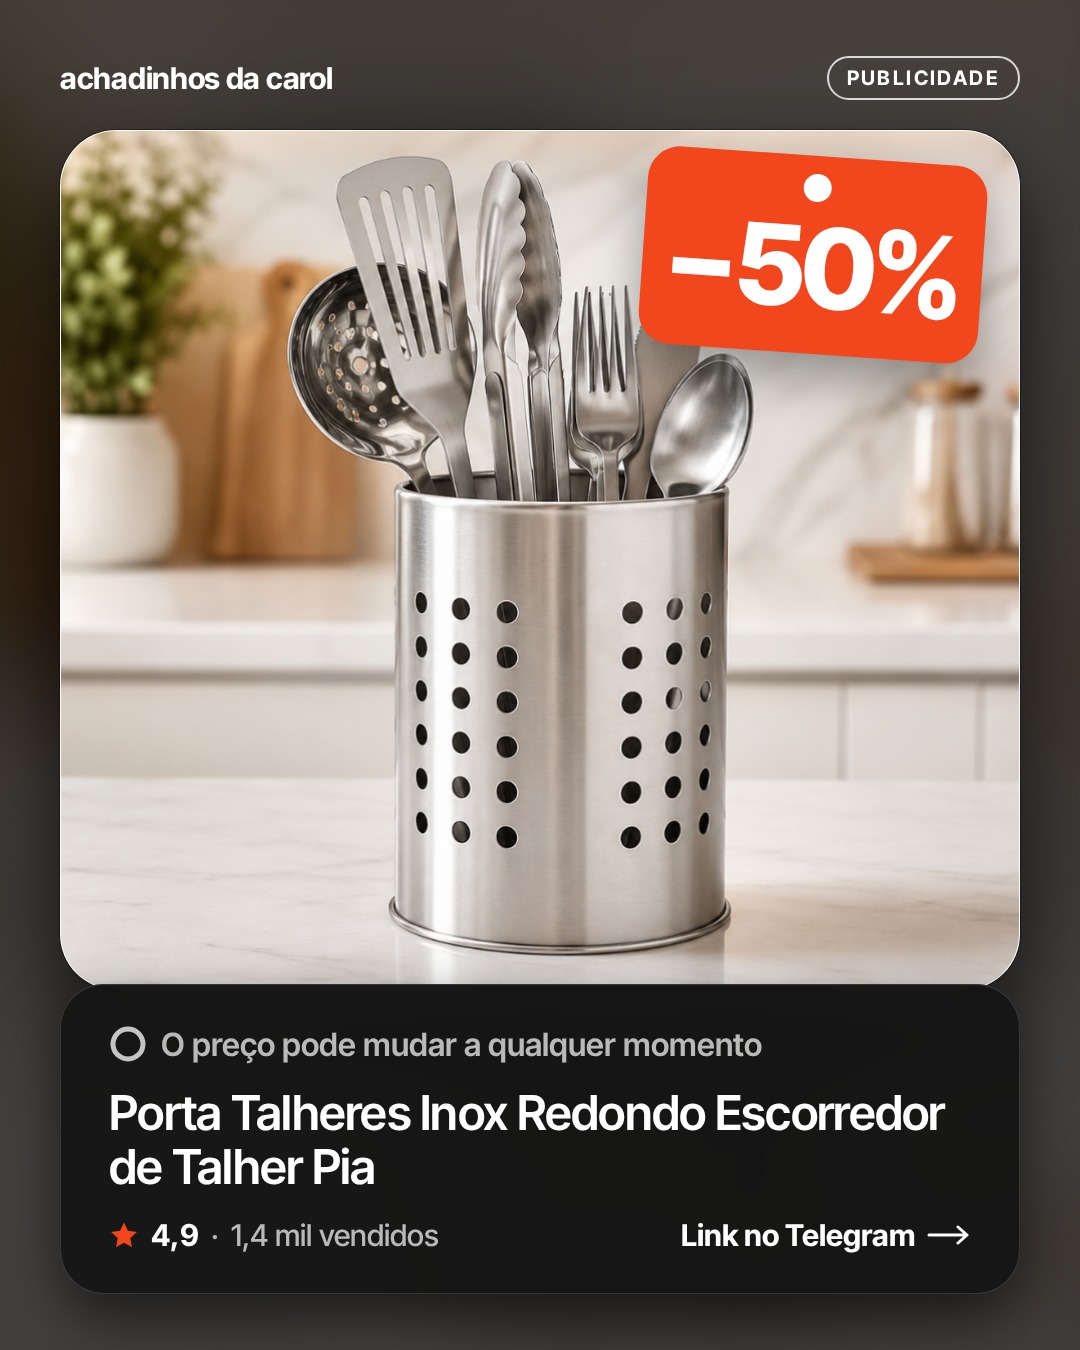 achadinhos da carol
PUBLICIDADE
-50%
O preço pode mudar a qualquer momento
Porta Talheres Inox Redondo Escorredor
de Talher Pia
4,9 · 1,4 mil vendidos
Link no Telegram →